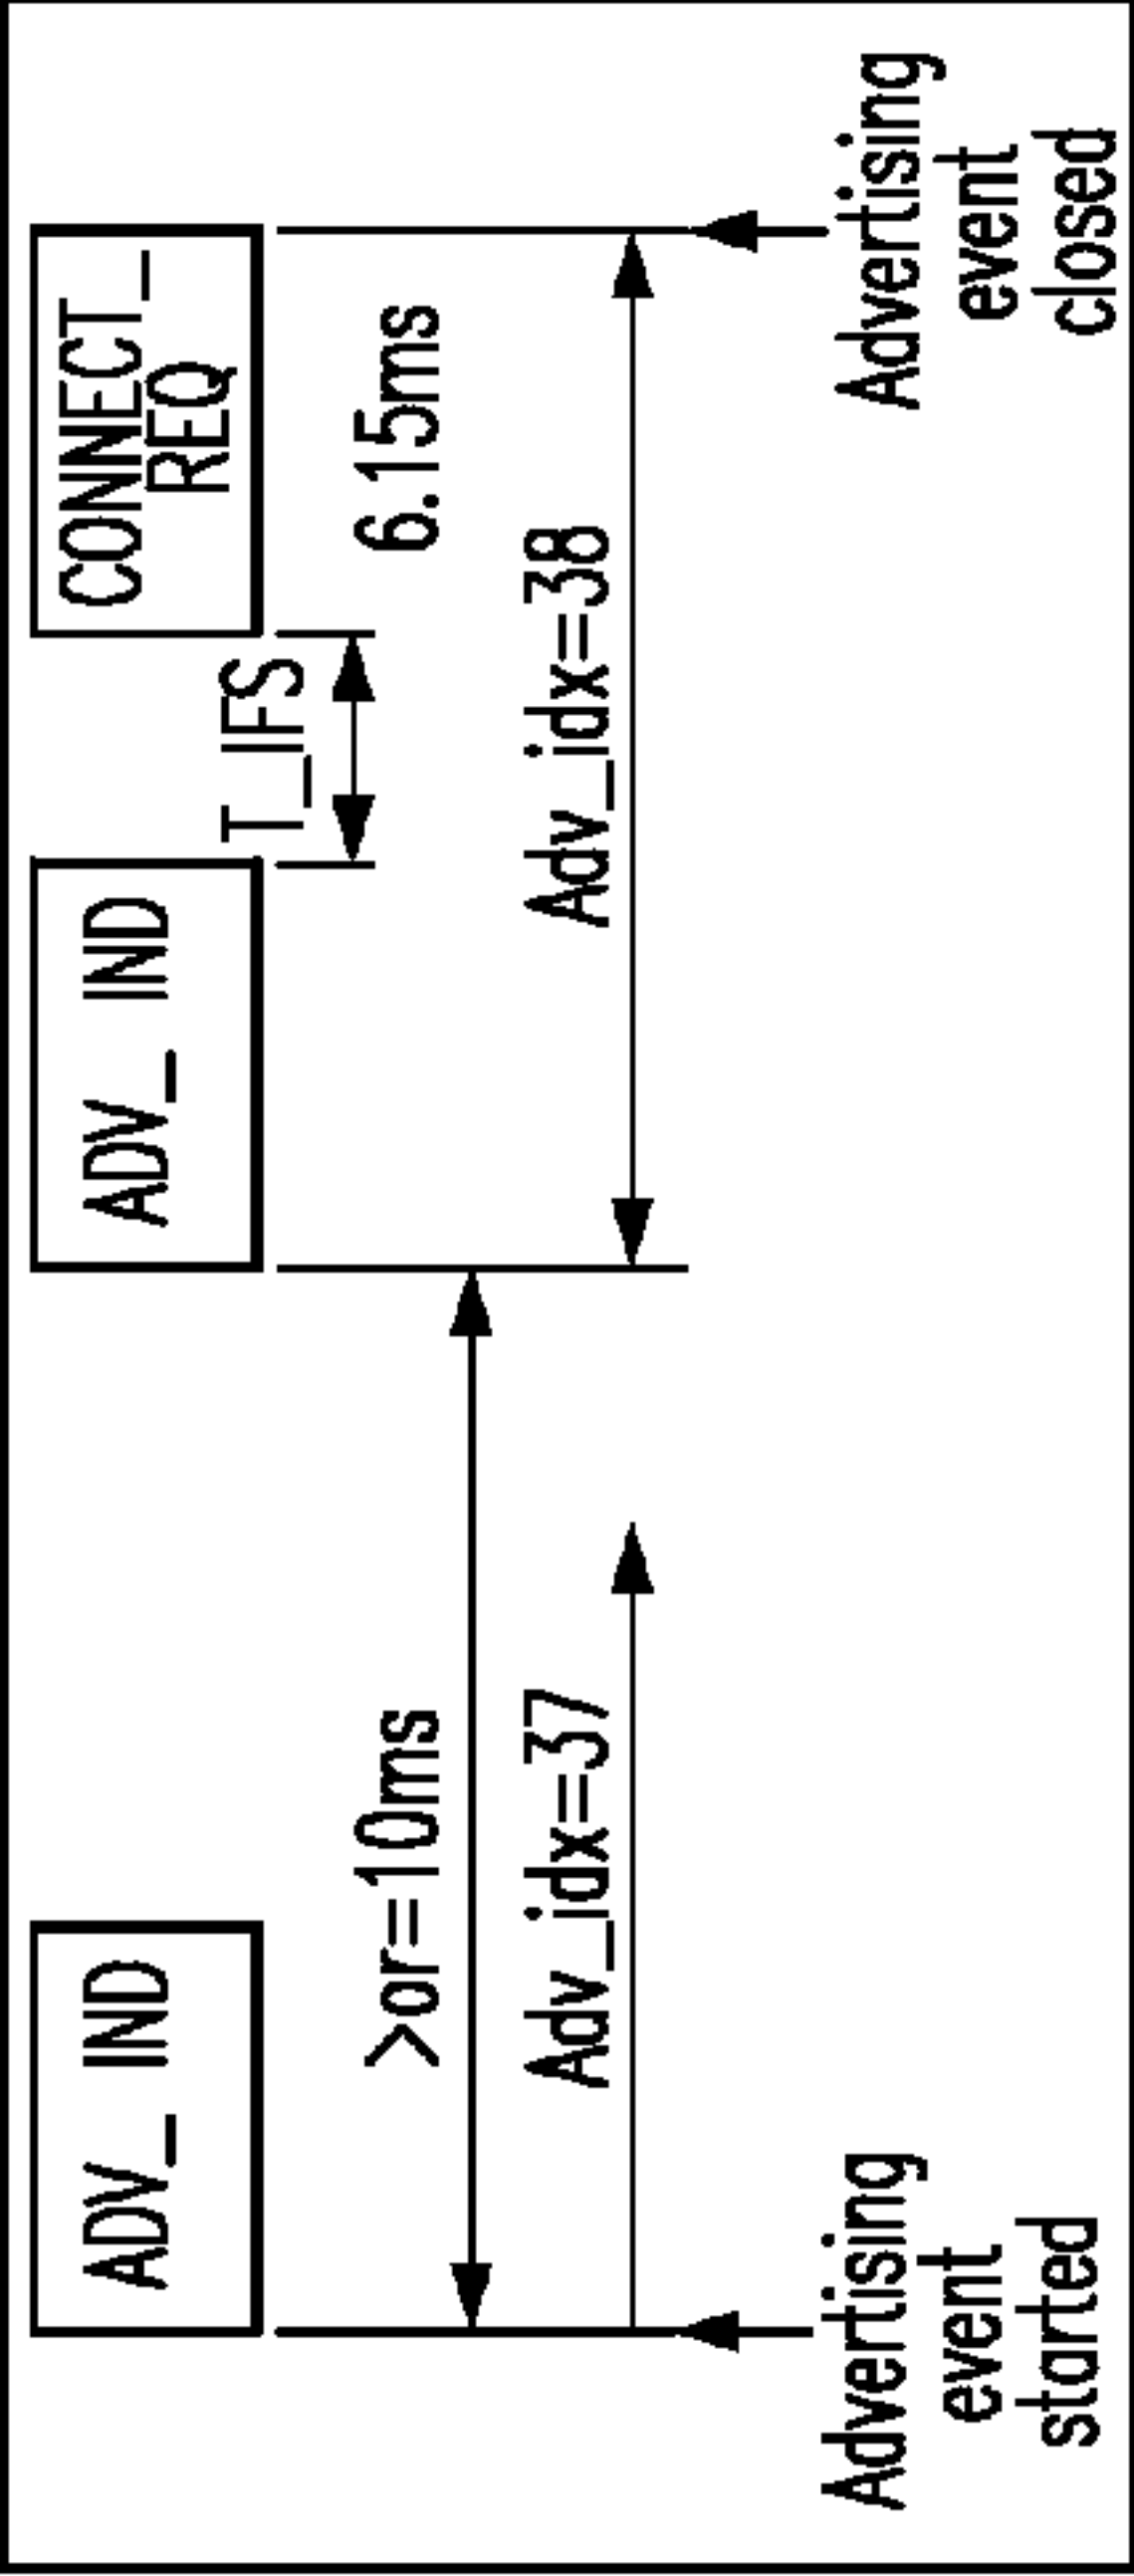 ADV_ IND
ADV_ IND
CONNECT_
REQ
T_IFS
>or=10ms
6.15ms
Adv_idx=37
Adv_idx=38
Advertising
event
started
Advertising
event
closed